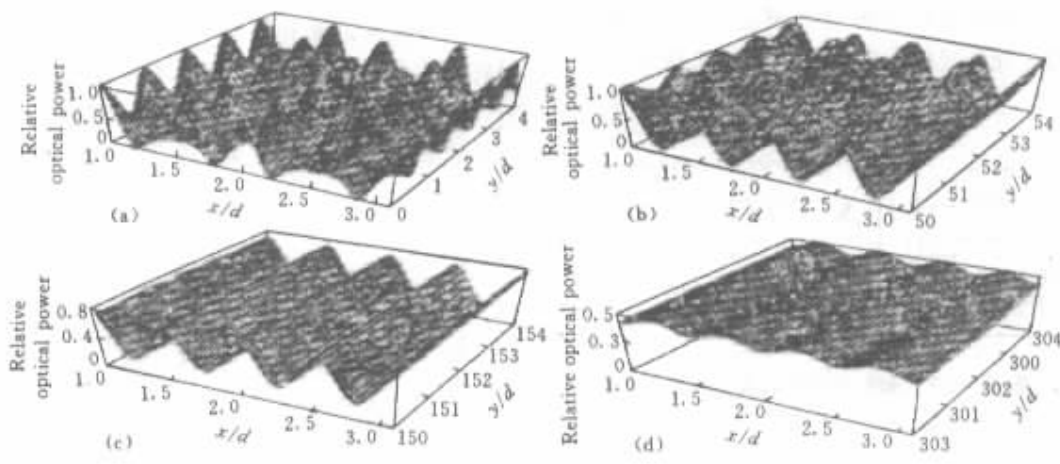 Relative
optical power
1.0
0.5
0
1.0
1.5
2.0
2.5
3.0
x/d
0
1
2
3
4
y/d
(a)
Relative
optical power
1.0
0.5
0
1.0
1.5
2.0
2.5
3.0
x/d
50
51
52
53
54
y/d
(b)
Relative
optical power
0.8
0.4
0
1.0
1.5
2.0
2.5
3.0
x/d
150
151
152
153
154
y/d
(c)
Relative optical power
0.5
0.3
0
1.0
1.5
2.0
2.5
3.0
x/d
303
301
302
300
304
y/d
(d)